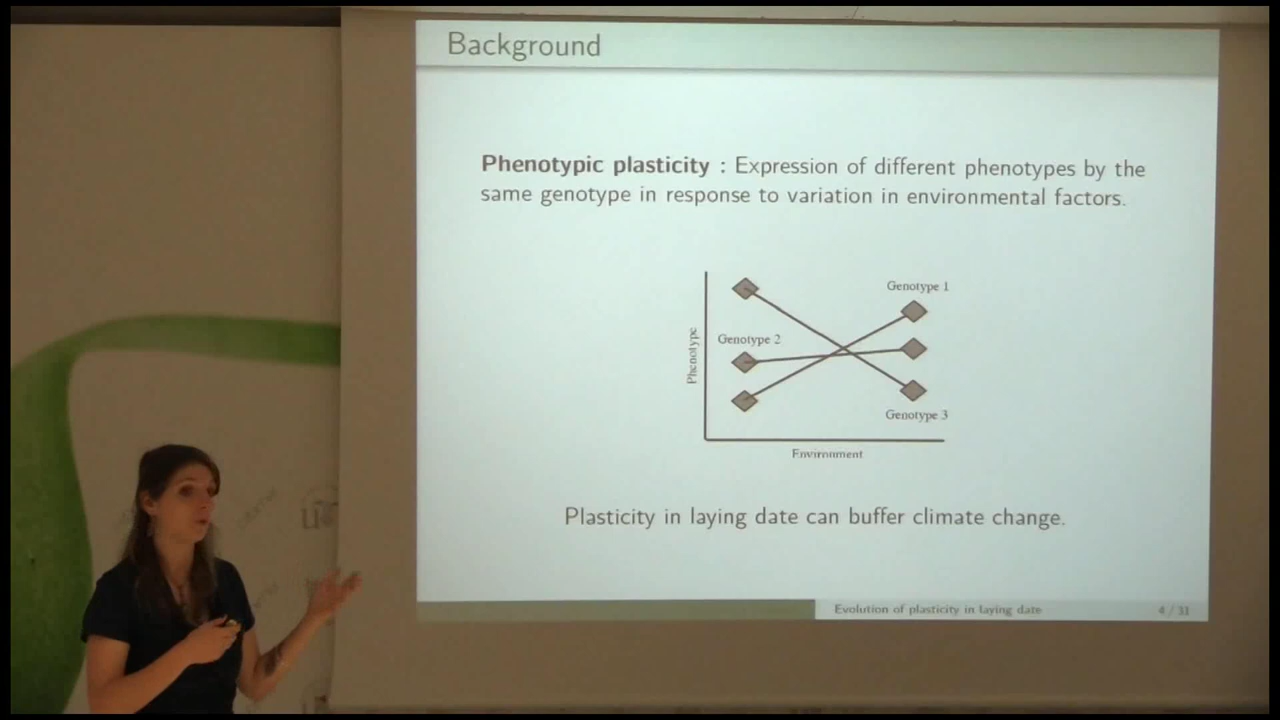 Background
Phenotypic plasticity : Expression of different phenotypes by the
same genotype in response to variation in environmental factors.
Genotype 1
Genotype 2
Phenotype
Genotype 3
Environment
Plasticity in laying date can buffer climate change.
Evolution of plasticity in laying date
4 / 31